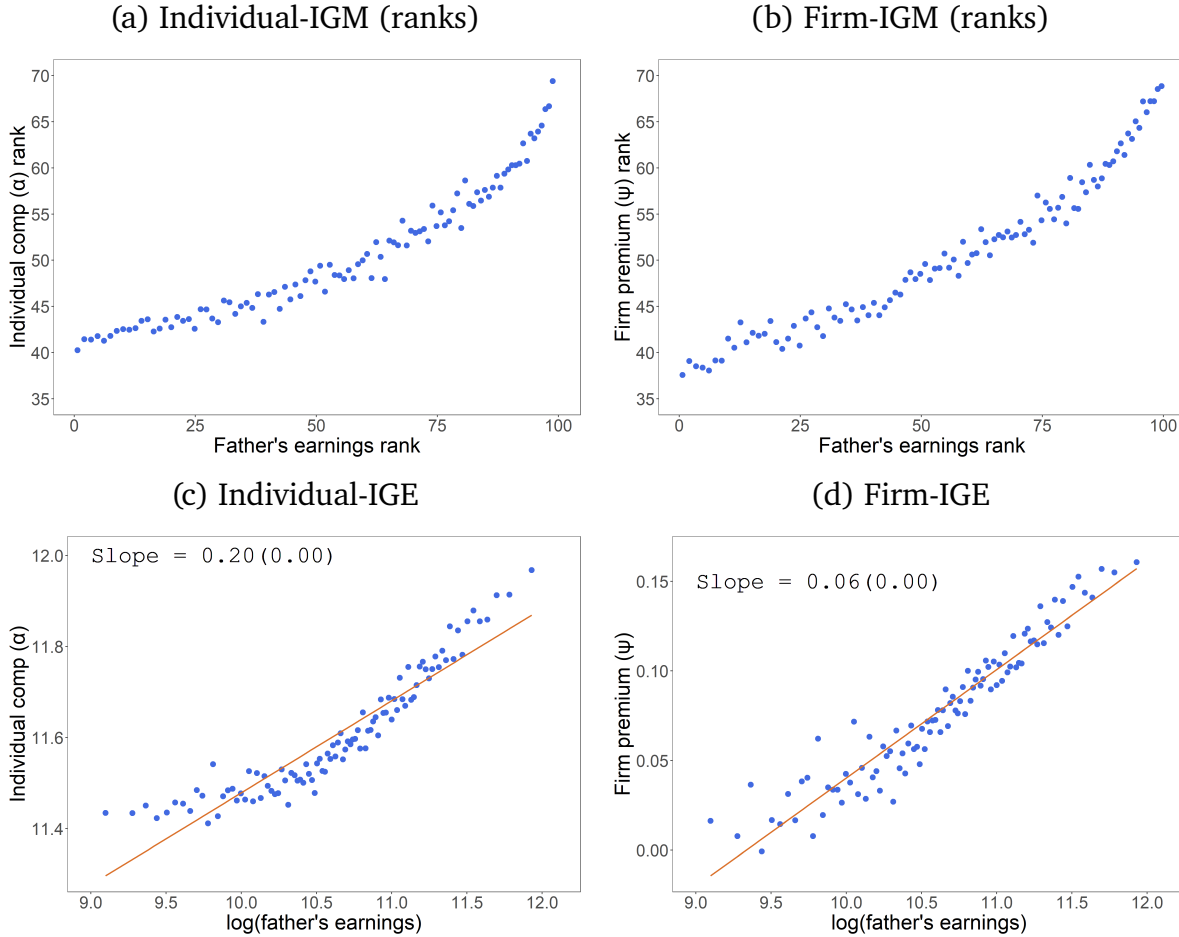 (a) Individual-IGM (ranks)
Individual comp (α) rank
70
65
60
55
50
45
40
35
0 25 50 75 100
Father's earnings rank
(b) Firm-IGM (ranks)
Firm premium (ψ) rank
70
65
60
55
50
45
40
35
0 25 50 75 100
Father's earnings rank
(c) Individual-IGE
Slope = 0.20(0.00)
Individual comp (α)
12.0
11.8
11.6
11.4
9.0 9.5 10.0 10.5 11.0 11.5 12.0
log(father's earnings)
(d) Firm-IGE
Slope = 0.06(0.00)
Firm premium (ψ)
0.15
0.10
0.05
0.00
9.0 9.5 10.0 10.5 11.0 11.5 12.0
log(father's earnings)